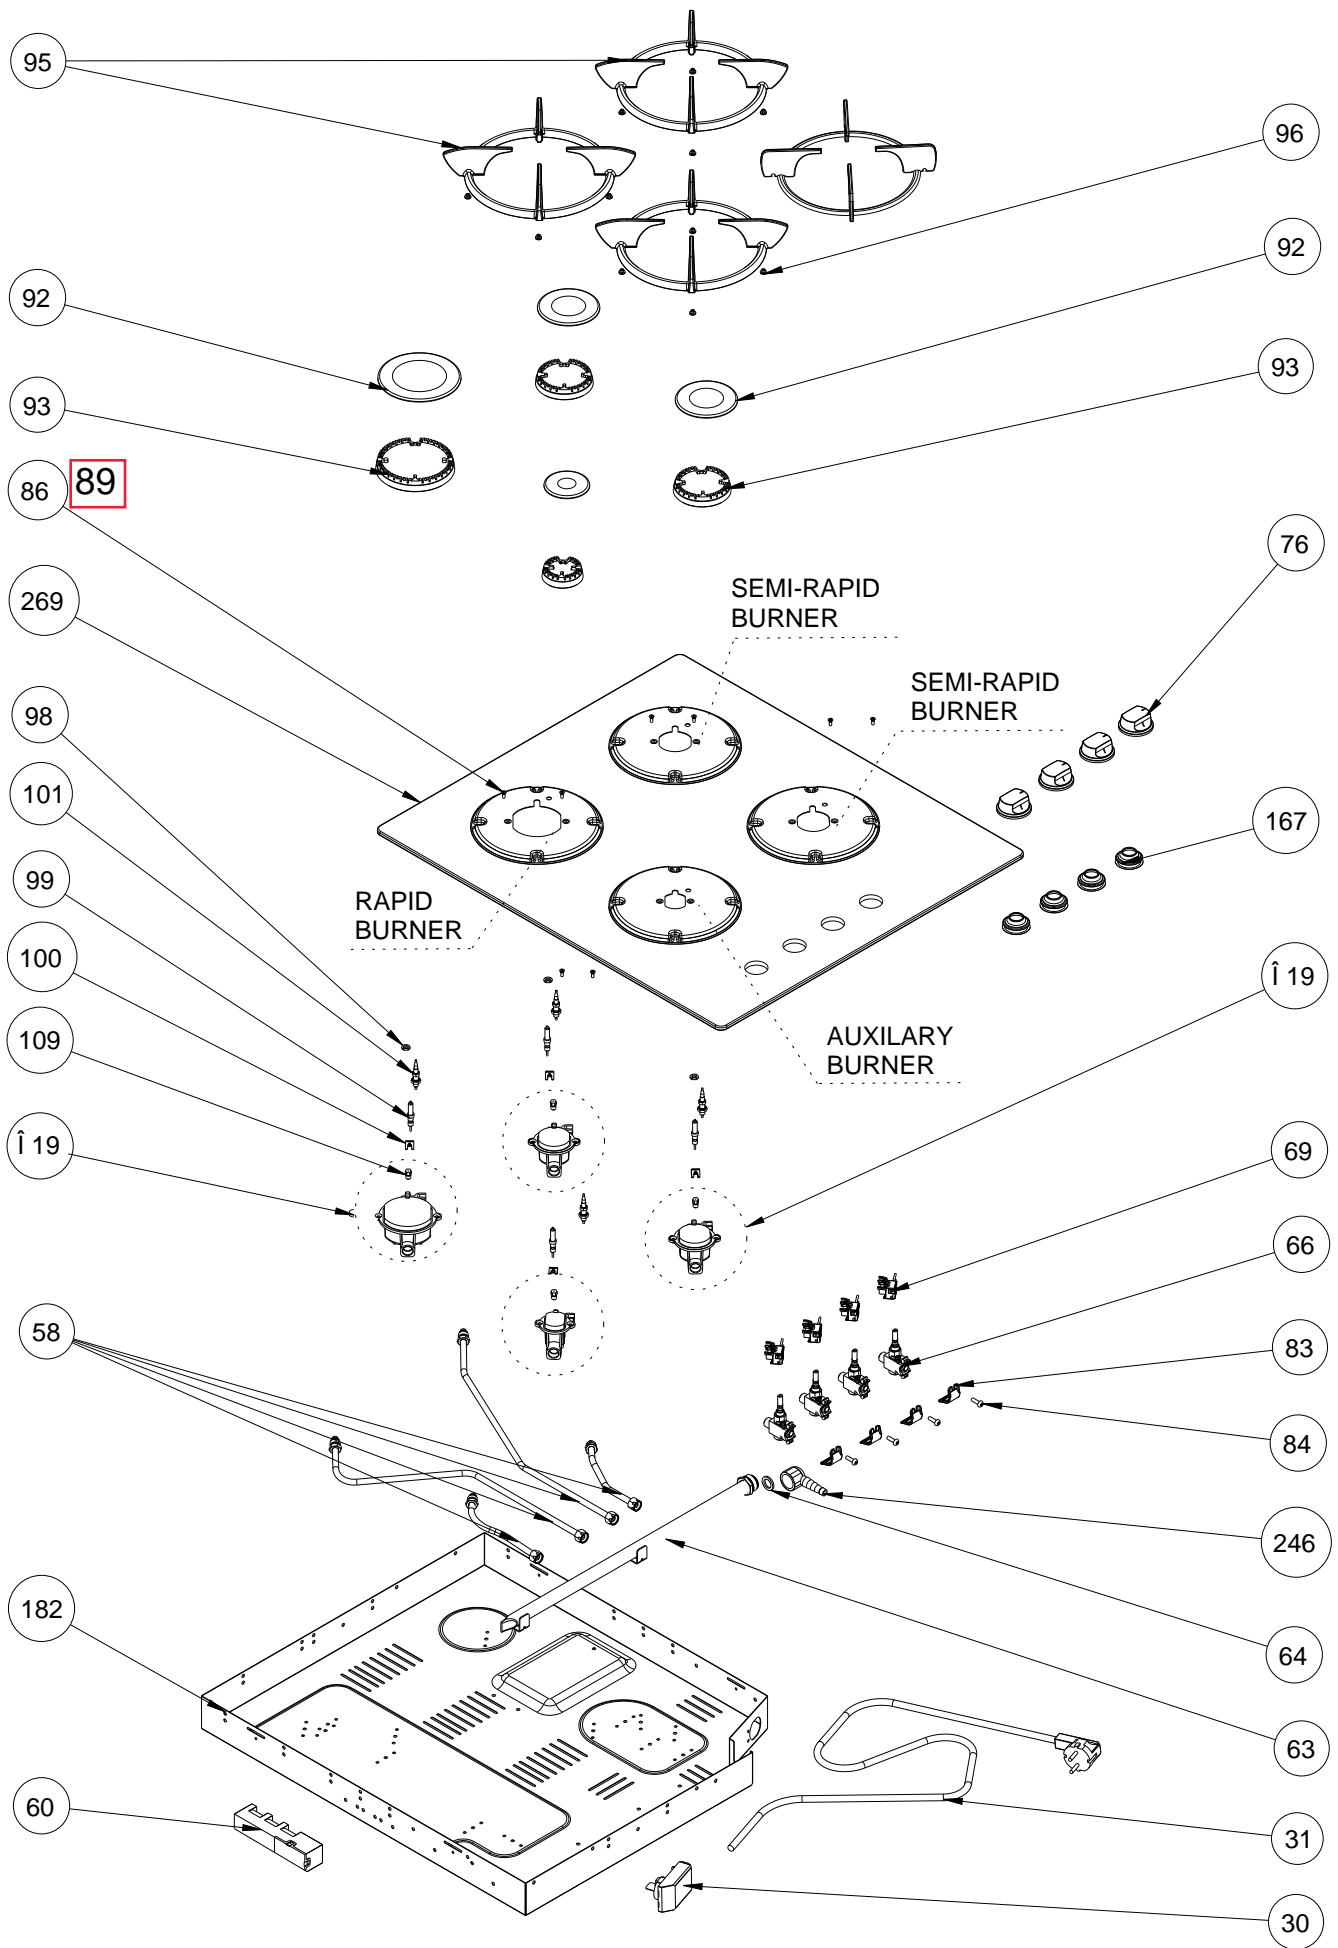 95
96
92
92
93
93
86
89
76
269
SEMI-RAPID
BURNER
SEMI-RAPID
BURNER
98
101
167
99
RAPID
BURNER
100
Î 19
109
AUXILARY
BURNER
Î 19
69
66
58
83
84
246
182
64
63
60
31
30